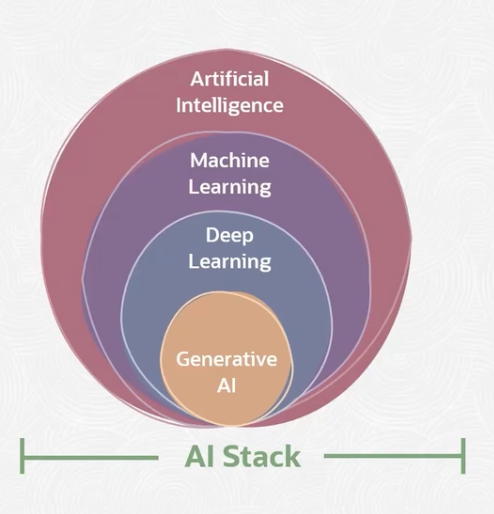 Artificial
Intelligence
Machine
Learning
Deep
Learning
Generative
AI
AI Stack